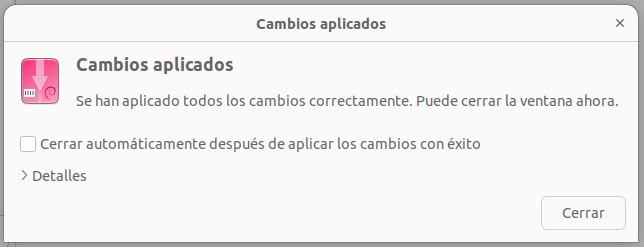 Cambios aplicados
Cambios aplicados
Se han aplicado todos los cambios correctamente. Puede cerrar la ventana ahora.
Cerrar automáticamente después de aplicar los cambios con éxito
Detalles
Cerrar